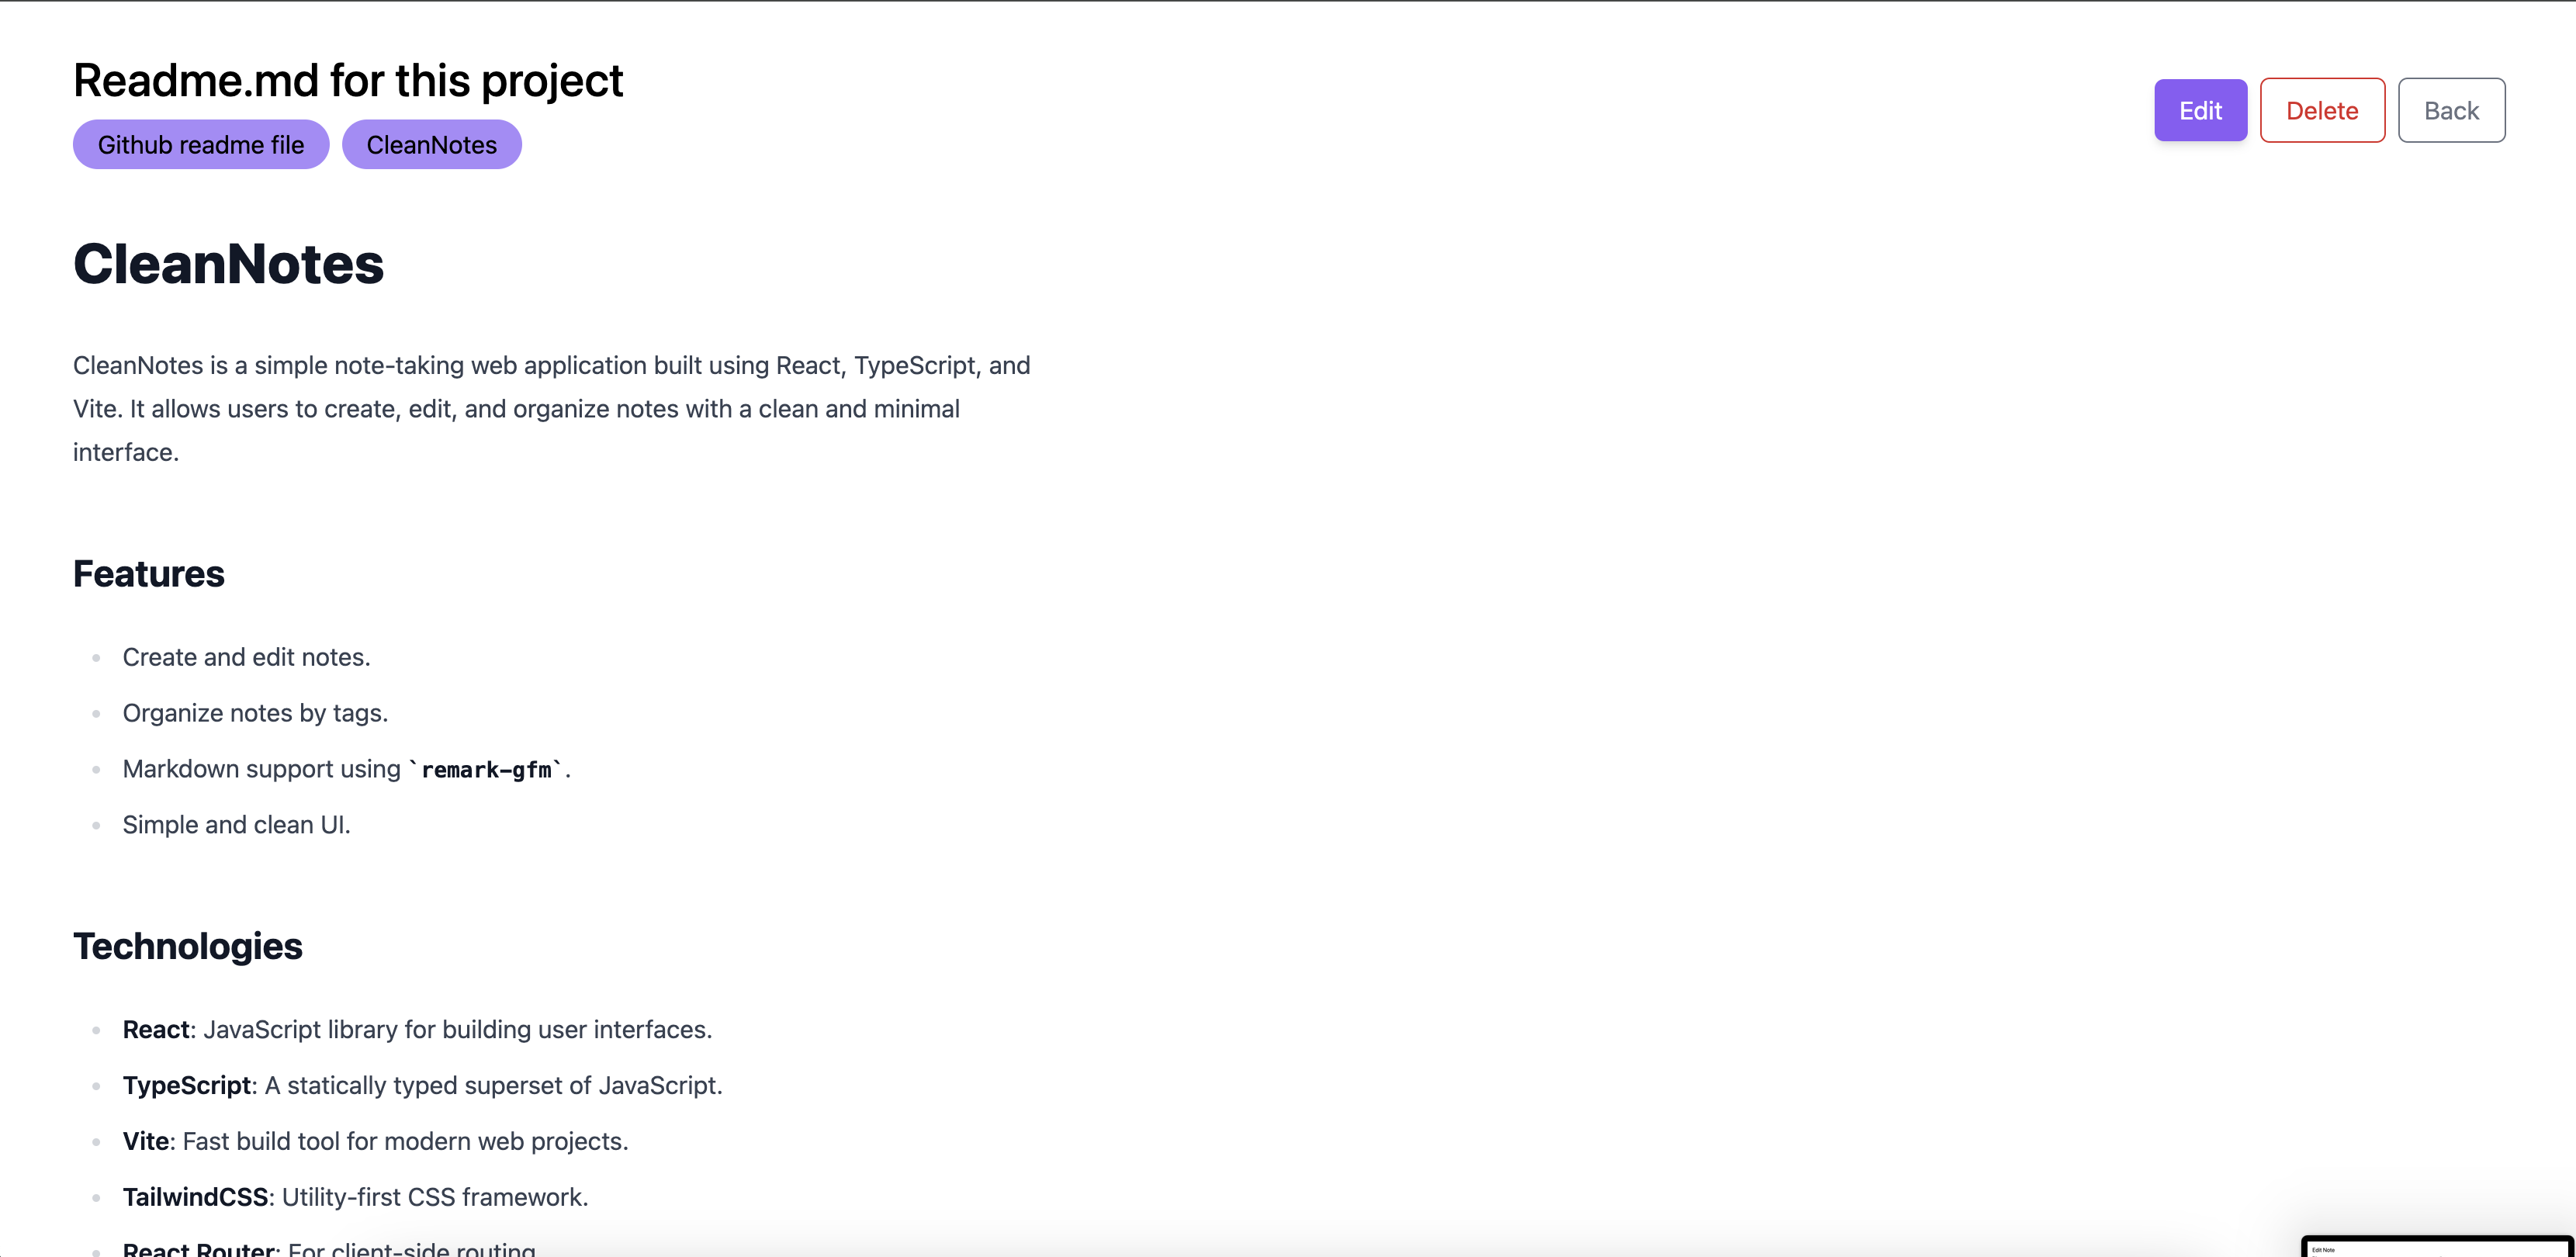 Readme.md for this project
Edit
Delete
Back
Github readme file
CleanNotes
CleanNotes
CleanNotes is a simple note-taking web application built using React, TypeScript, and
Vite. It allows users to create, edit, and organize notes with a clean and minimal
interface.
Features
Create and edit notes.
Organize notes by tags.
Markdown support using `remark-gfm`.
Simple and clean UI.
Technologies
React: JavaScript library for building user interfaces.
TypeScript: A statically typed superset of JavaScript.
Vite: Fast build tool for modern web projects.
TailwindCSS: Utility-first CSS framework.
React Router: For client-side routing
Edit Note